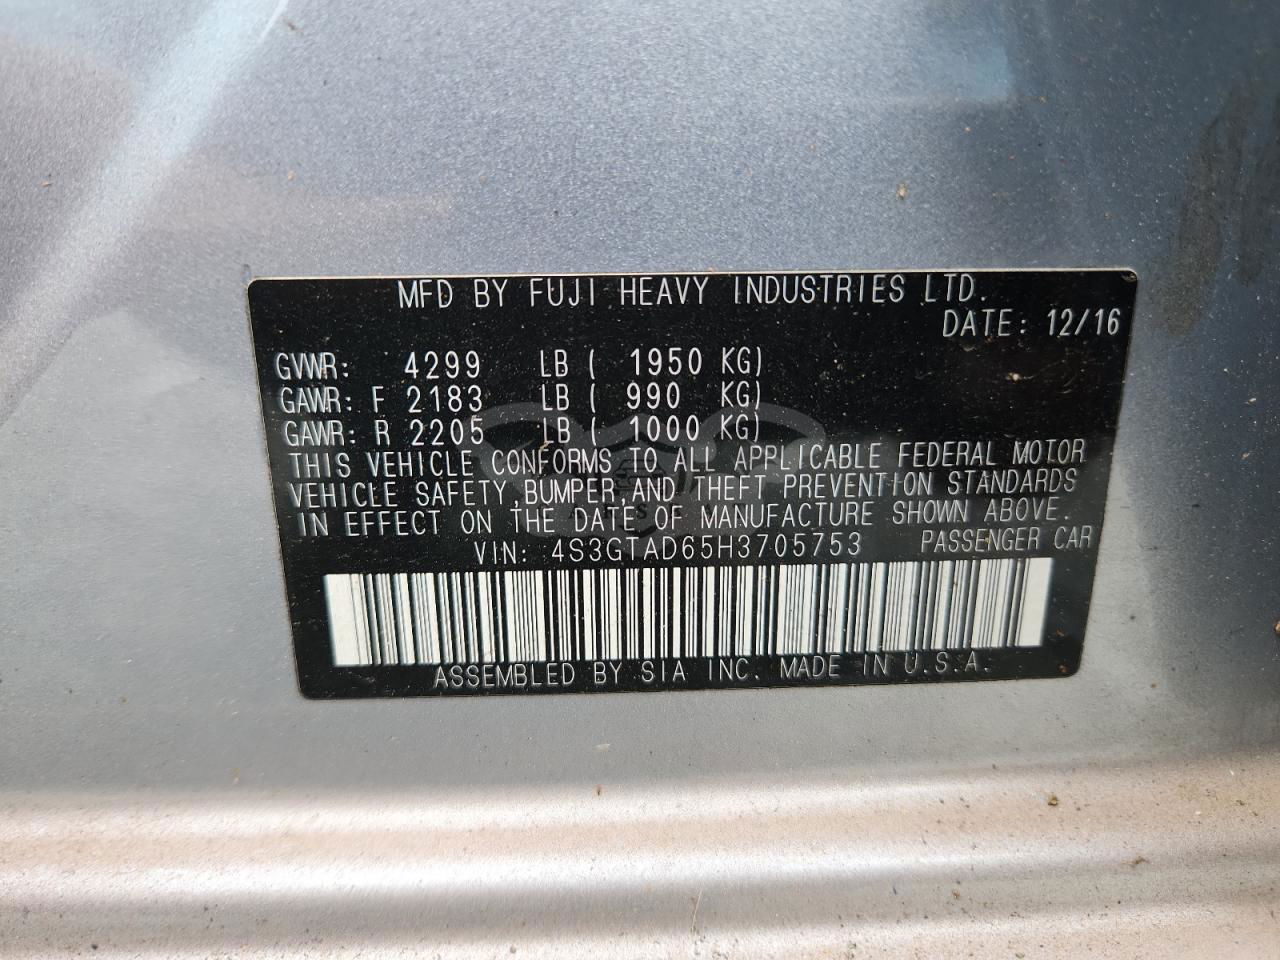 MFD BY FUJI HEAVY INDUSTRIES LTD.
DATE: 12/16
GVWR: 4299 LB ( 1950 KG)
GAWR: F 2183 LB ( 990 KG)
GAWR: R 2205 LB ( 1000 KG)
THIS VEHICLE CONFORMS TO ALL APPLICABLE FEDERAL MOTOR
VEHICLE SAFETY, BUMPER, AND THEFT PREVENTION STANDARDS
IN EFFECT ON THE DATE OF MANUFACTURE SHOWN ABOVE.
VIN: 4S3GTAD65H3705753 PASSENGER CAR
ASSEMBLED BY SIA INC. MADE IN U.S.A.